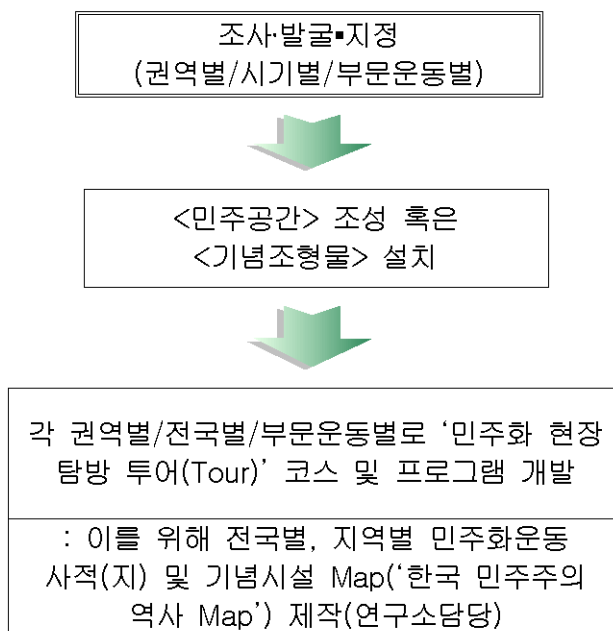 조사·발굴▪지정
(권역별/시기별/부문운동별)
<민주공간> 조성 혹은
<기념조형물> 설치
각 권역별/전국별/부문운동별로 ‘민주화 현장
탐방 투어(Tour)’ 코스 및 프로그램 개발
: 이를 위해 전국별, 지역별 민주화운동
사적(지) 및 기념시설 Map(‘한국 민주주의
역사 Map’) 제작(연구소담당)